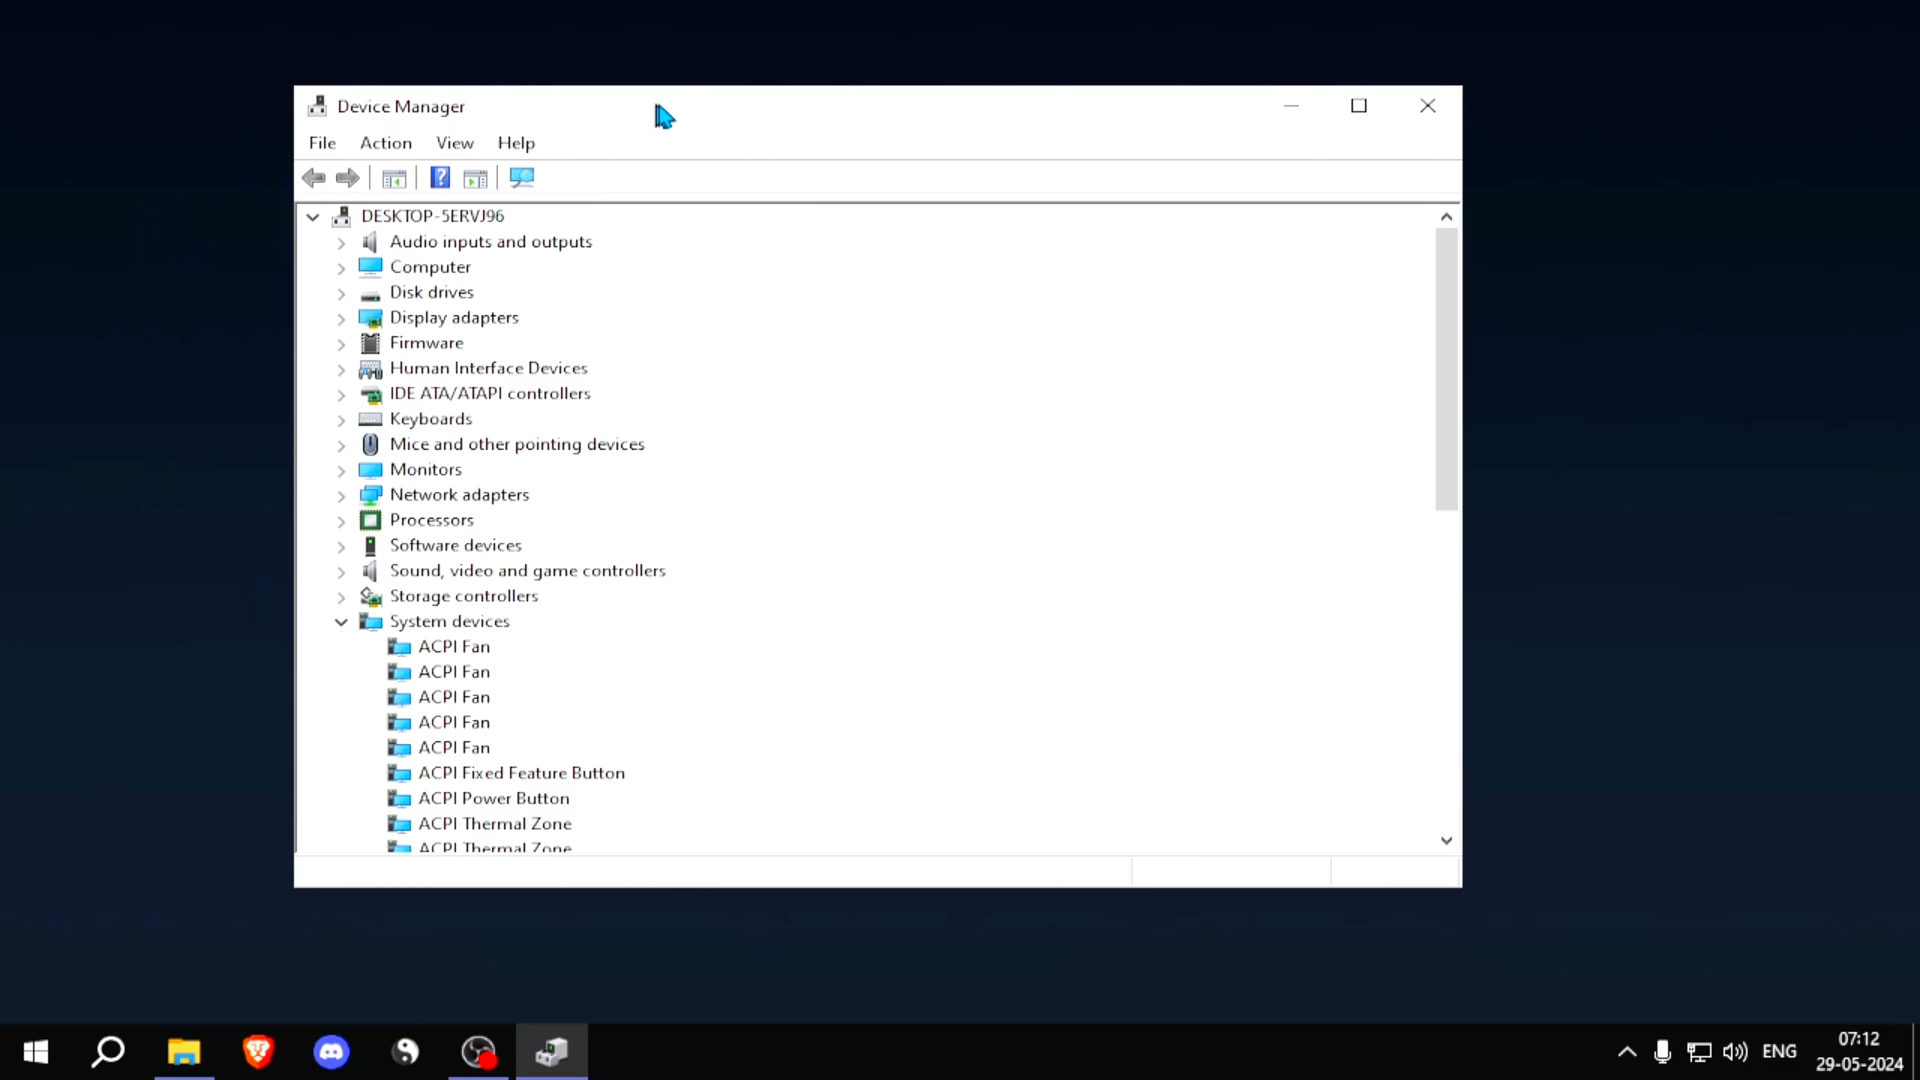 Device Manager
File Action View Help
DESKTOP-5ERVJ96
Audio inputs and outputs
Computer
Disk drives
Display adapters
Firmware
Human Interface Devices
IDE ATA/ATAPI controllers
Keyboards
Mice and other pointing devices
Monitors
Network adapters
Processors
Software devices
Sound, video and game controllers
Storage controllers
System devices
ACPI Fan
ACPI Fan
ACPI Fan
ACPI Fan
ACPI Fan
ACPI Fixed Feature Button
ACPI Power Button
ACPI Thermal Zone
ACPI Thermal Zone
ENG
07:12
29-05-2024